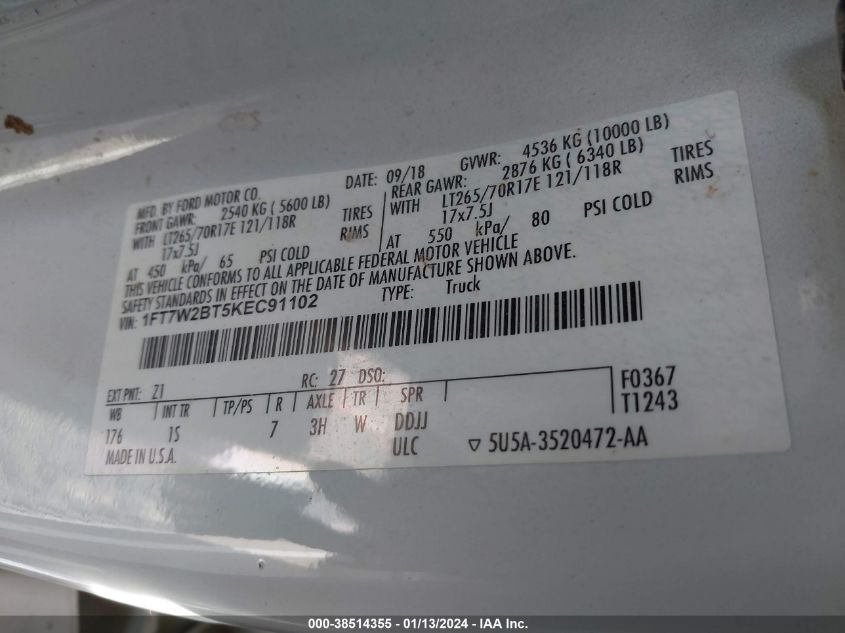 MFD. BY FORD MOTOR CO. DATE: 09/18 GVWR: 4536 KG (10000 LB)
FRONT GAWR: 2540 KG (5600 LB) REAR GAWR: 2876 KG (6340 LB)
WITH LT265/70R17E 121/118R TIRES WITH LT265/70R17E 121/118R TIRES
17x7.5J RIMS 17x7.5J RIMS
AT 450 kPa/ 65 PSI COLD AT 550 kPa/ 80 PSI COLD
THIS VEHICLE CONFORMS TO ALL APPLICABLE FEDERAL MOTOR VEHICLE
SAFETY STANDARDS IN EFFECT ON THE DATE OF MANUFACTURE SHOWN ABOVE.
VIN: 1FT7W2BT5KEC91102 TYPE: Truck
EXT PNT: Z1 RC: 27 DSO: F0367
WB INT TR TP/PS R AXLE TR SPR T1243
176 1S 7 3H W DDJJ
MADE IN U.S.A. ULC ▽ 5U5A-3520472-AA
000-38514355 - 01/13/2024 - IAA Inc.